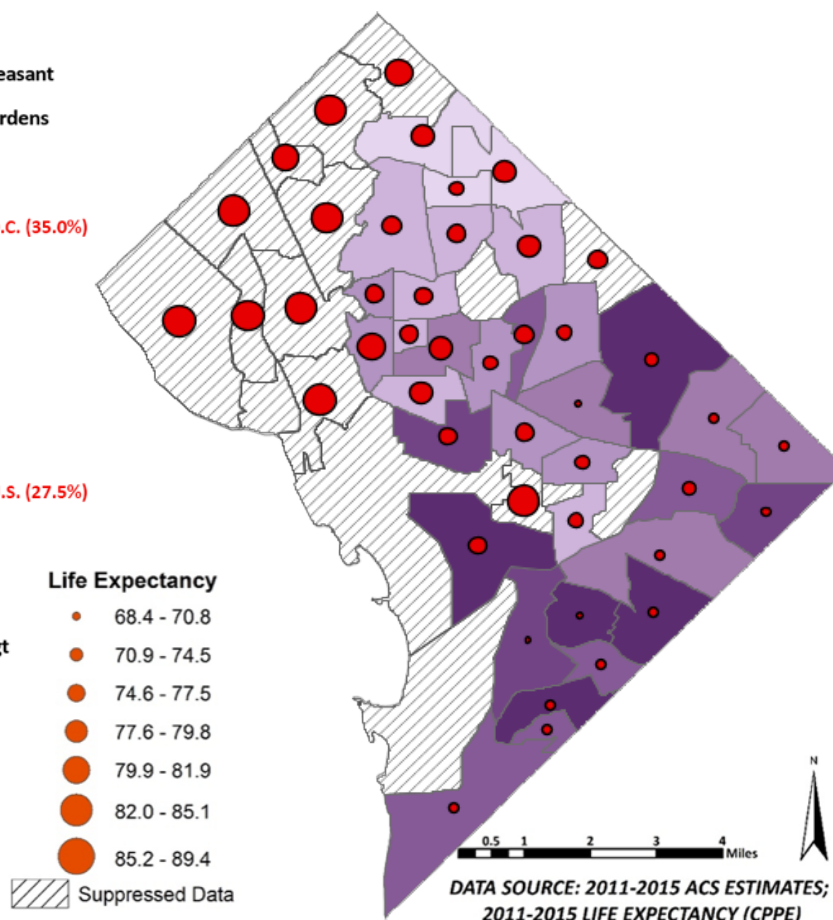 easant
rdens
.C. (35.0%)
.S. (27.5%)
Life Expectancy
68.4 - 70.8
70.9 - 74.5
gt
74.6 - 77.5
77.6 - 79.8
79.9 - 81.9
82.0 - 85.1
85.2 - 89.4
Suppressed Data
N
0.5 1 2 3 4
Miles
DATA SOURCE: 2011-2015 ACS ESTIMATES;
2011-2015 LIFE EXPECTANCY (CPPE)